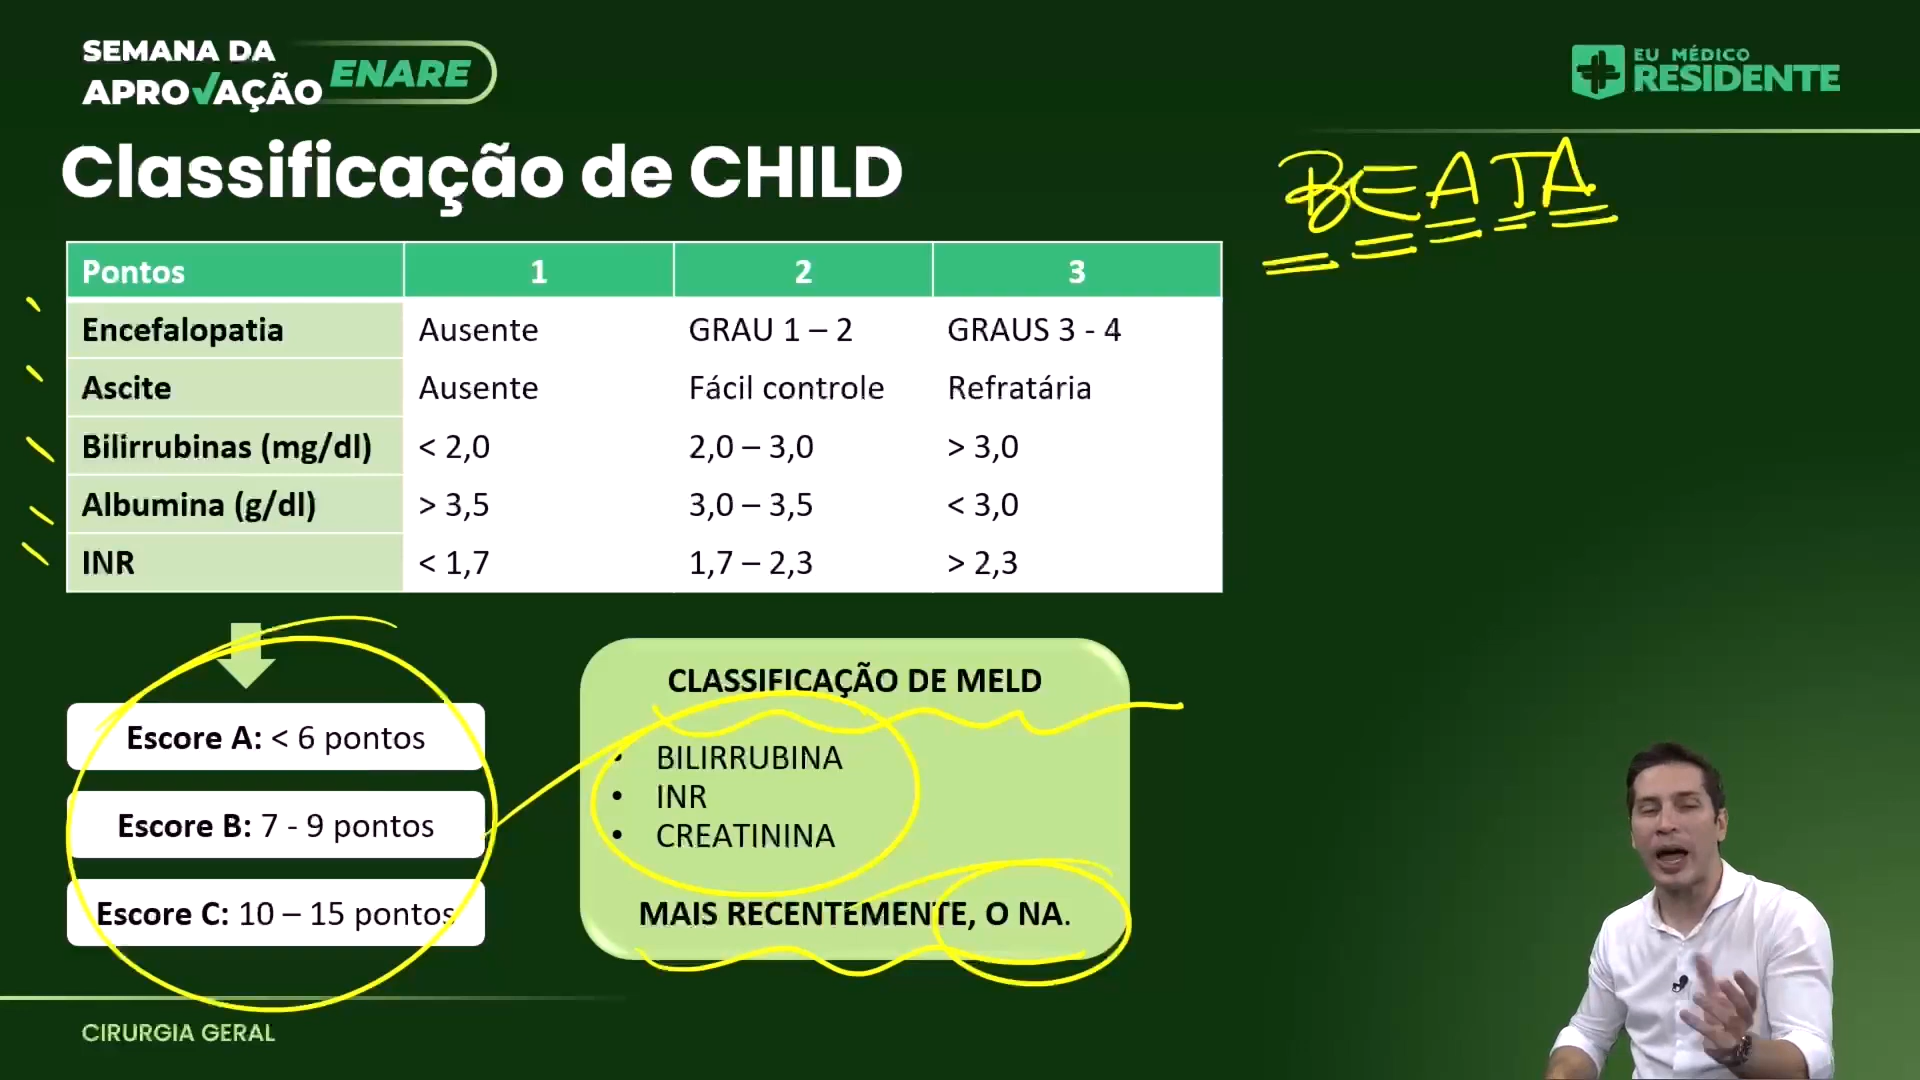 SEMANA DA
APROVAÇÃO ENARE
EU MÉDICO
RESIDENTE
Classificação de CHILD
BEATA
Pontos 1 2 3
Encefalopatia Ausente GRAU 1 – 2 GRAUS 3 - 4
Ascite Ausente Fácil controle Refratária
Bilirrubinas (mg/dl) < 2,0 2,0 – 3,0 > 3,0
Albumina (g/dl) > 3,5 3,0 – 3,5 < 3,0
INR < 1,7 1,7 – 2,3 > 2,3
Escore A: < 6 pontos
Escore B: 7 - 9 pontos
Escore C: 10 – 15 pontos
CLASSIFICAÇÃO DE MELD
• BILIRRUBINA
• INR
• CREATININA
MAIS RECENTEMENTE, O NA.
CIRURGIA GERAL